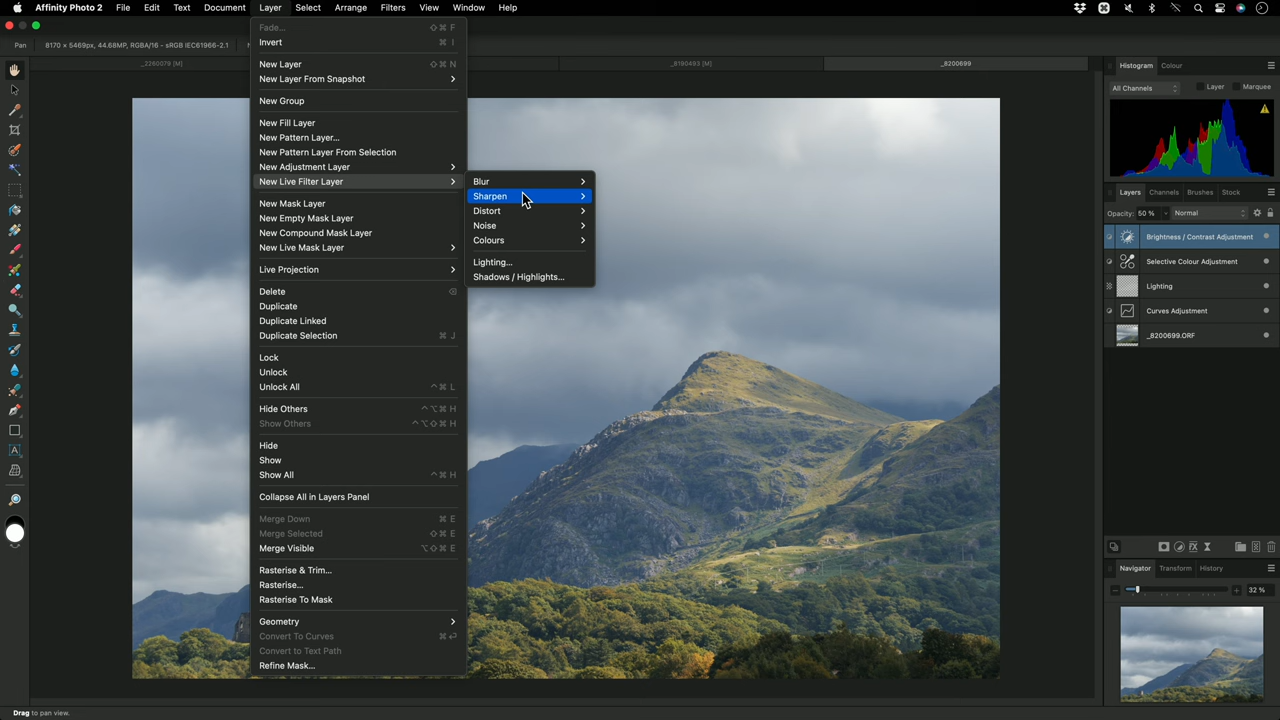 Affinity Photo 2 File Edit Text Document Layer Select Arrange Filters View Window Help
Pan 8170 × 5469px, 44.68MP, RGBA/16 - sRGB IEC61966-2.1
_2260079 [M] _8190493 [M] _8200699
Fade... ⇧⌘ F
Invert ⌘ I
New Layer ⇧⌘ N
New Layer From Snapshot
New Group
New Fill Layer
New Pattern Layer...
New Pattern Layer From Selection
New Adjustment Layer
New Live Filter Layer
New Mask Layer
New Empty Mask Layer
New Compound Mask Layer
New Live Mask Layer
Live Projection
Delete
Duplicate
Duplicate Linked
Duplicate Selection ⌘ J
Lock
Unlock
Unlock All ^⌘ L
Hide Others ^⌥⌘ H
Show Others ^⌥⇧⌘ H
Hide
Show
Show All ^⌘ H
Collapse All in Layers Panel
Merge Down ⌘ E
Merge Selected ⇧⌘ E
Merge Visible ⌥⇧⌘ E
Rasterise & Trim...
Rasterise...
Rasterise To Mask
Geometry
Convert To Curves ⌘↩
Convert to Text Path
Refine Mask...
Blur
Sharpen
Distort
Noise
Colours
Lighting...
Shadows / Highlights...
Histogram Colour
All Channels Layer Marquee
Layers Channels Brushes Stock
Opacity: 50 % Normal
Brightness / Contrast Adjustment
Selective Colour Adjustment
Lighting
Curves Adjustment
_8200699.ORF
Navigator Transform History
32 %
Drag to pan view.